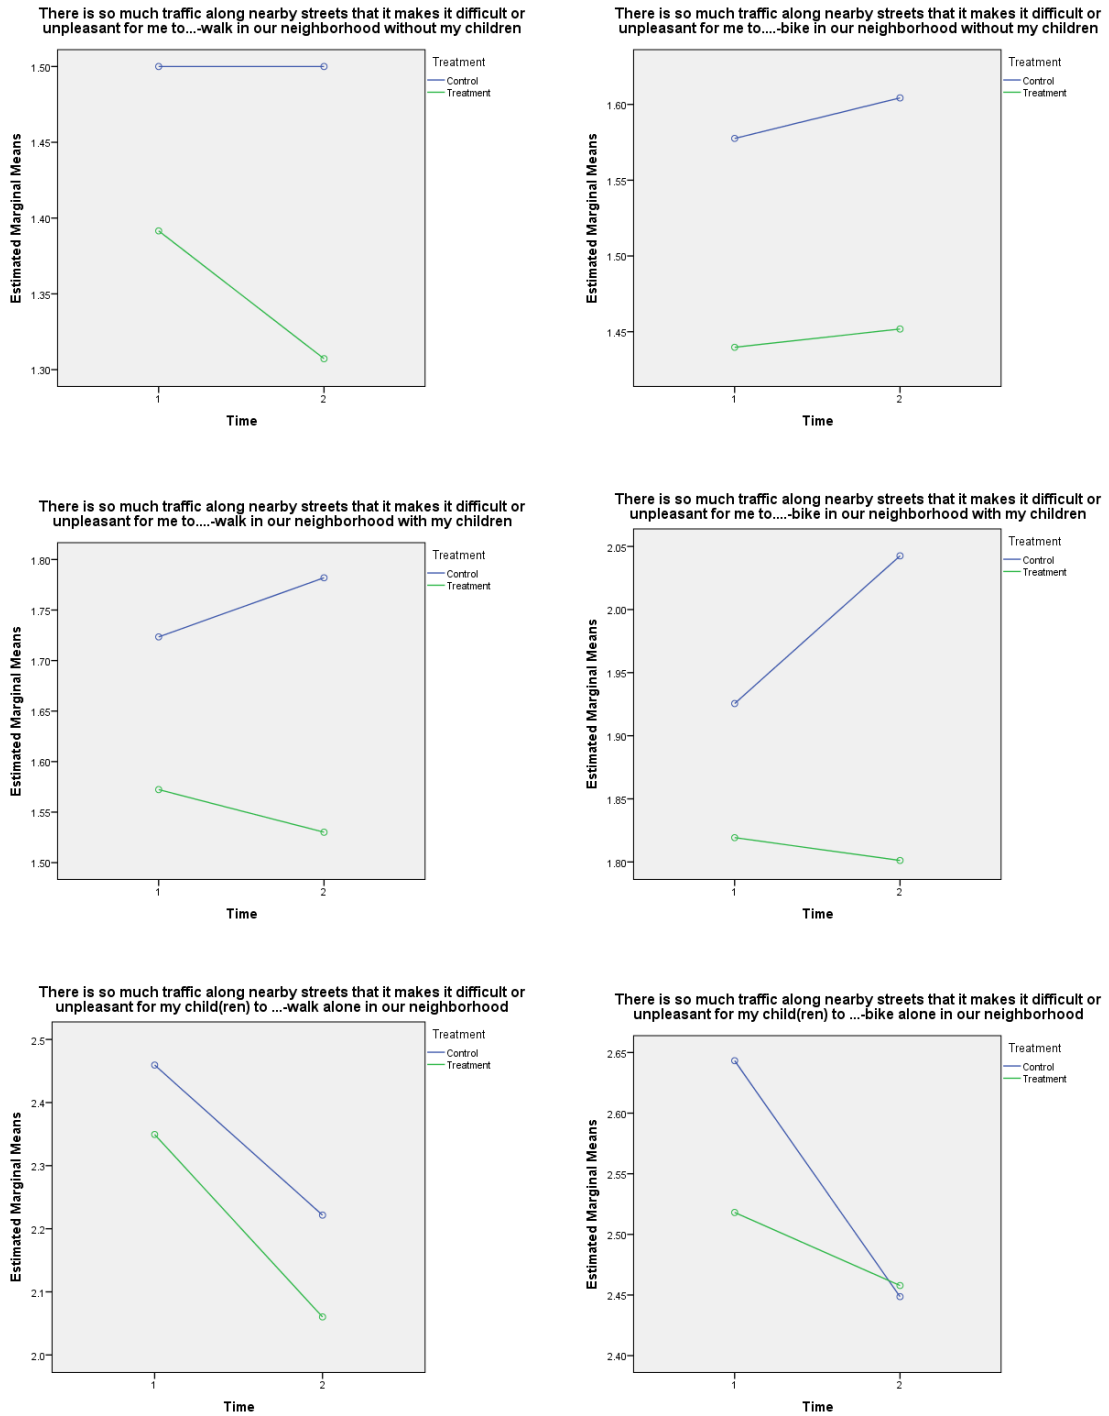 There is so much traffic along nearby streets that it makes it difficult or
unpleasant for me to...-walk in our neighborhood without my children
Treatment
Control
Treatment
Estimated Marginal Means
1.50
1.45
1.40
1.35
1.30
1
2
Time
There is so much traffic along nearby streets that it makes it difficult or
unpleasant for me to....-bike in our neighborhood without my children
Treatment
Control
Treatment
Estimated Marginal Means
1.60
1.55
1.50
1.45
1
2
Time
There is so much traffic along nearby streets that it makes it difficult or
unpleasant for me to....-walk in our neighborhood with my children
Treatment
Control
Treatment
Estimated Marginal Means
1.80
1.75
1.70
1.65
1.60
1.55
1.50
1
2
Time
There is so much traffic along nearby streets that it makes it difficult or
unpleasant for me to....-bike in our neighborhood with my children
Treatment
Control
Treatment
Estimated Marginal Means
2.05
2.00
1.95
1.90
1.85
1.80
1
2
Time
There is so much traffic along nearby streets that it makes it difficult or
unpleasant for my child(ren) to ...-walk alone in our neighborhood
Treatment
Control
Treatment
Estimated Marginal Means
2.5
2.4
2.3
2.2
2.1
2.0
1
2
Time
There is so much traffic along nearby streets that it makes it difficult or
unpleasant for my child(ren) to ...-bike alone in our neighborhood
Treatment
Control
Treatment
Estimated Marginal Means
2.65
2.60
2.55
2.50
2.45
2.40
1
2
Time